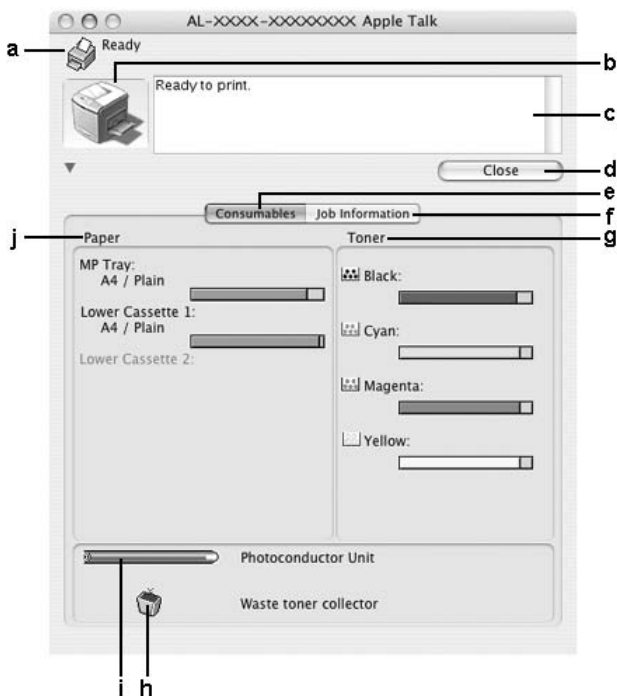 AL-XXXX-XXXXXXXX Apple Talk
a
Ready
b
Ready to print.
c
Close
d
e
Consumables
Job Information
f
j
Paper
Toner
g
MP Tray:
A4 / Plain
Black:
Lower Cassette 1:
A4 / Plain
Cyan:
Lower Cassette 2:
Magenta:
Yellow:
Photoconductor Unit
Waste toner collector
i
h